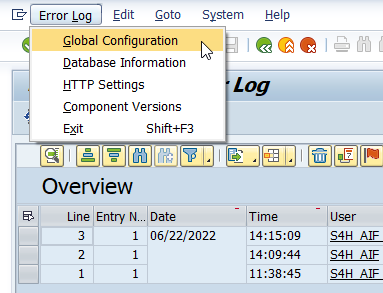 Error Log Edit Goto System Help
Global Configuration
Database Information
HTTP Settings
Component Versions
Exit Shift+F3
Log
Overview
Line Entry N... Date Time User
3 1 06/22/2022 14:15:09 S4H_AIF
2 1 14:09:44 S4H_AIF
1 1 11:38:45 S4H_AIF